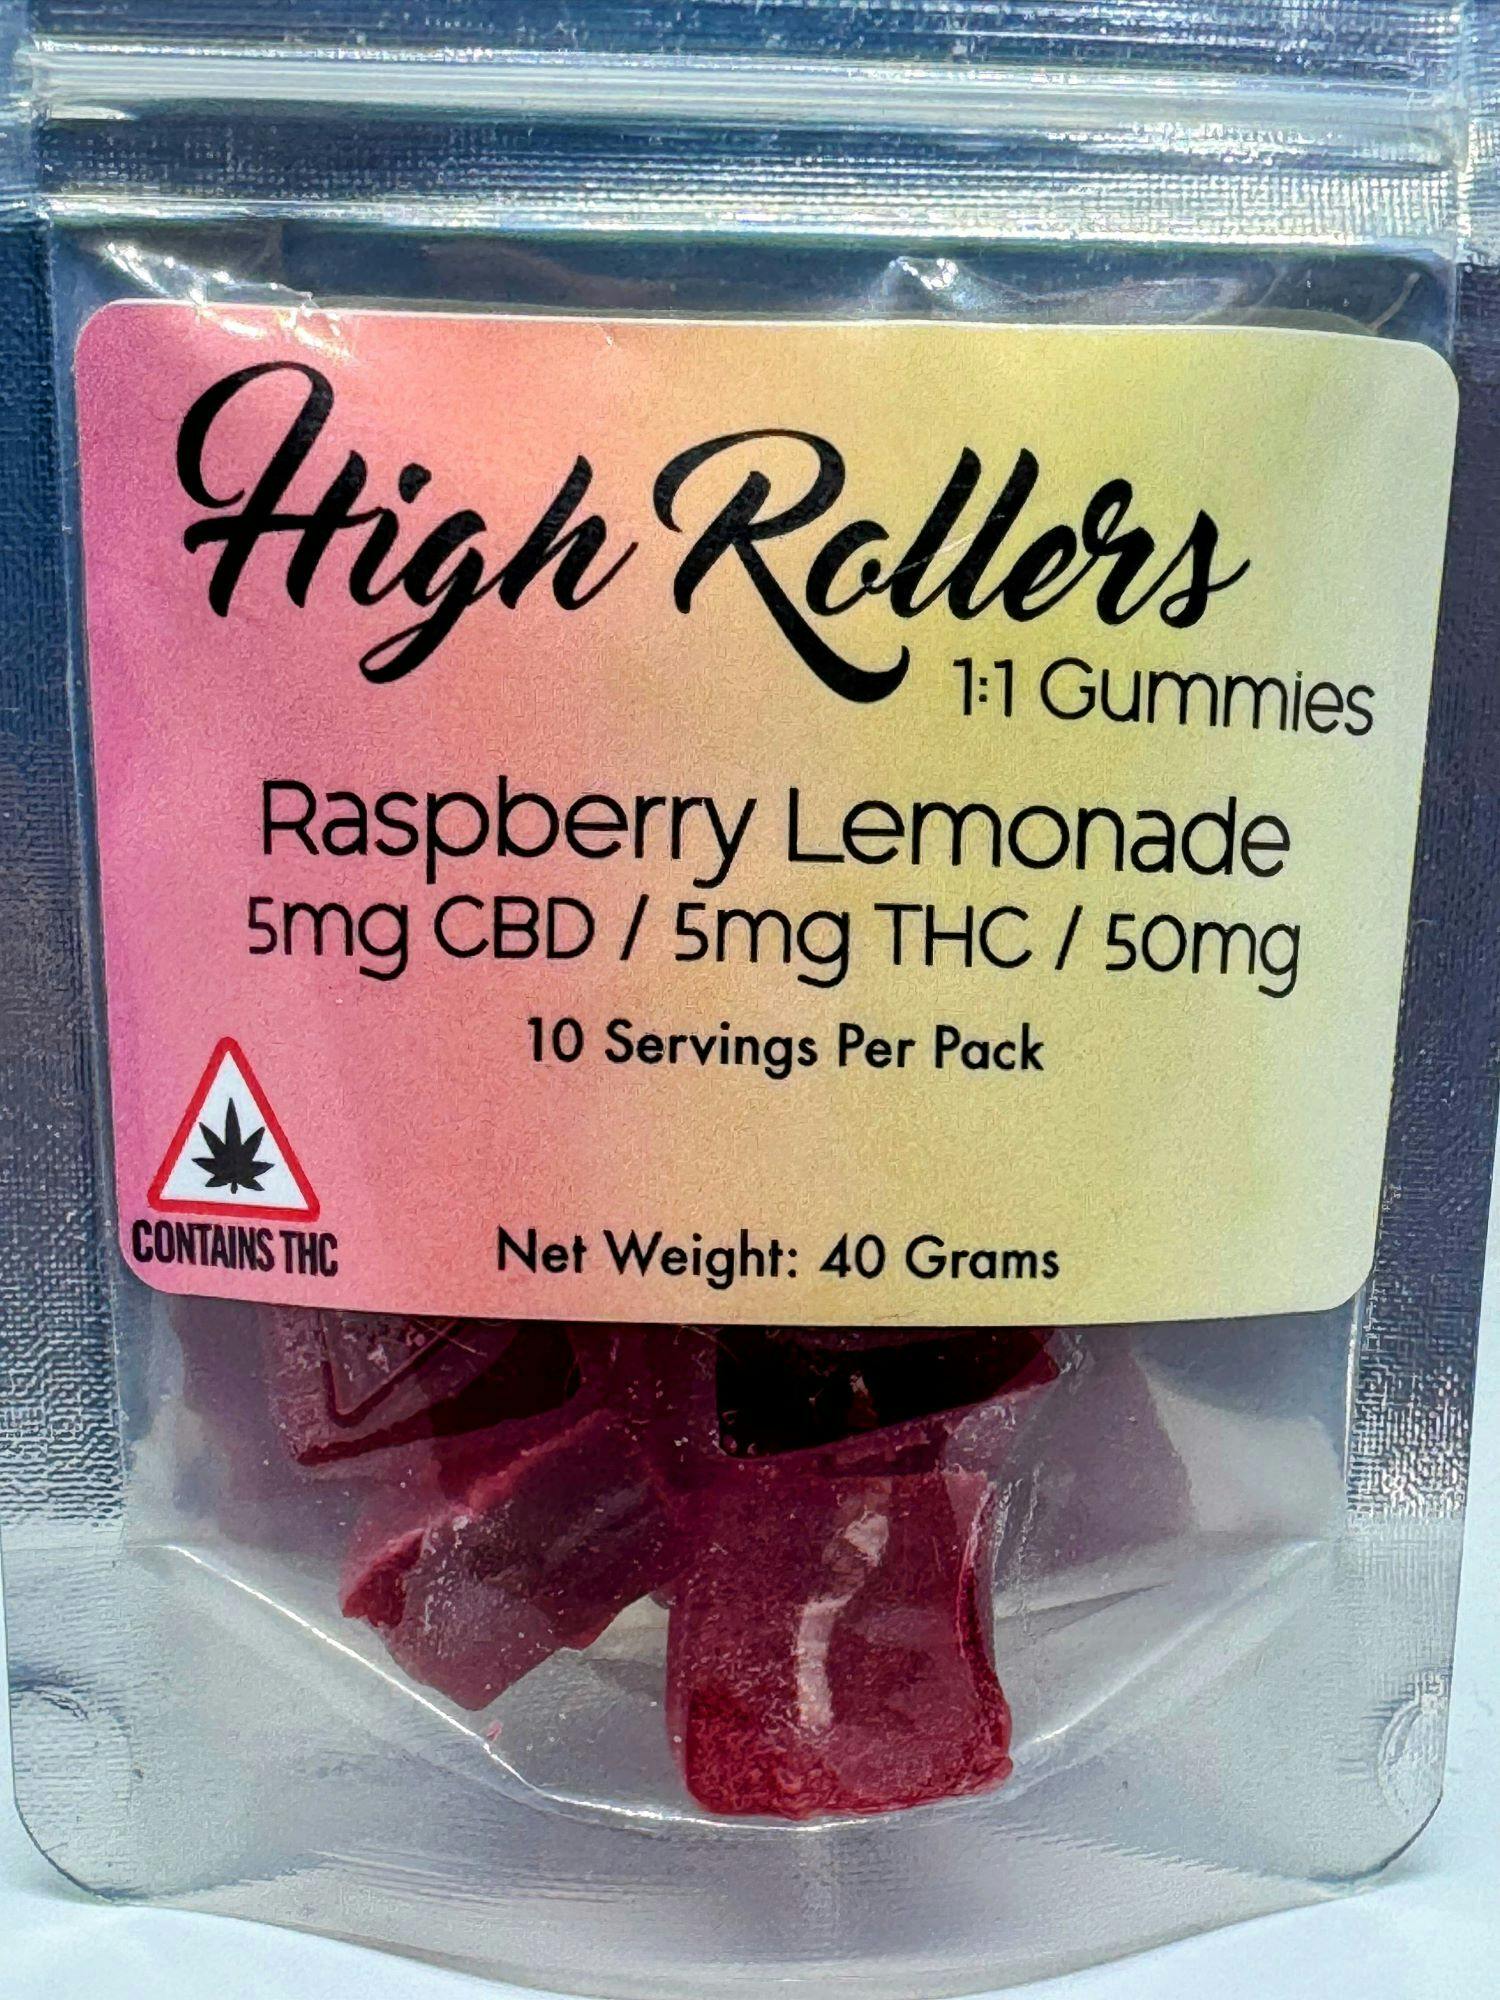 High Rollers
1:1 Gummies
Raspberry Lemonade
5mg CBD / 5mg THC / 50mg
10 Servings Per Pack
CONTAINS THC
Net Weight: 40 Grams